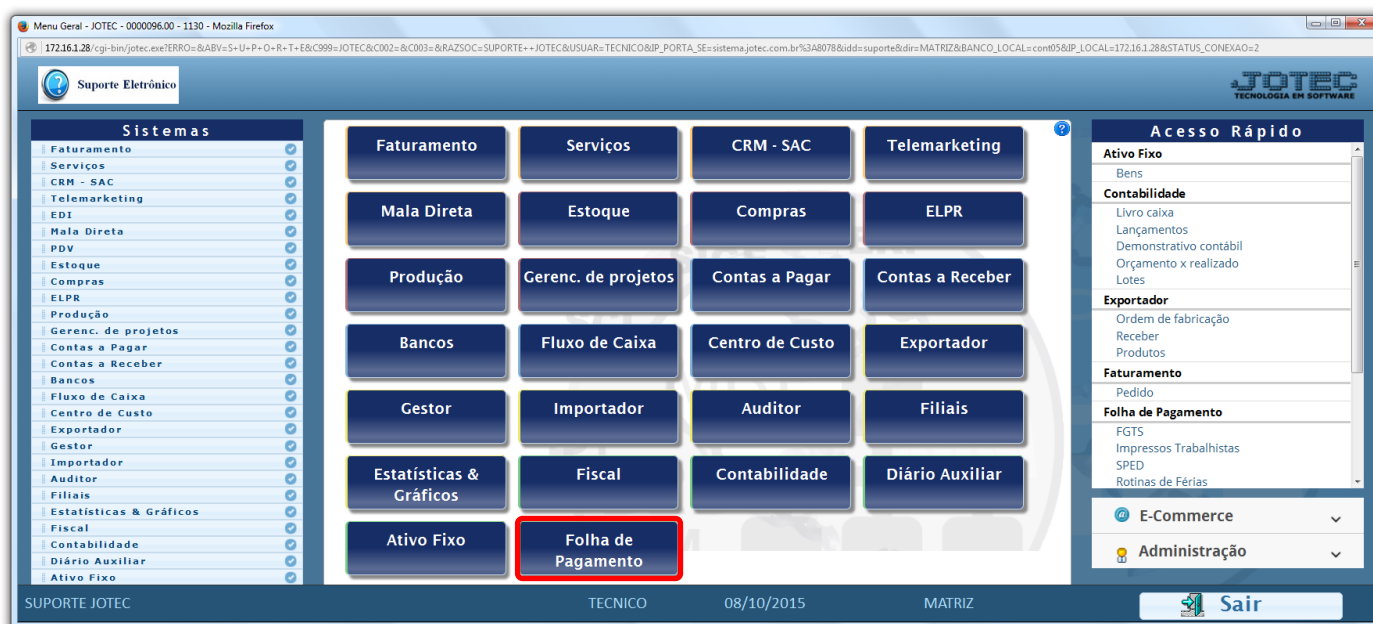 Menu Geral - JOTEC - 0000096.00 - 1130 - Mozilla Firefox
172.16.1.28/cgi-bin/jotec.exe?ERRO=&ABV=S+U+P+O+R+T+E&C999=JOTEC&C002=&C003=&RAZSOC=SUPORTE++JOTEC&USUAR=TECNICO&IP_PORTA_SE=sistema.jotec.com.br%3A8078&idd=suporte&dir=MATRIZ&BANCO_LOCAL=cont05&IP_LOCAL=172.16.1.28&STATUS_CONEXAO=2
Suporte Eletrônico
JOTEC
TECNOLOGIA EM SOFTWARE
Sistemas
Faturamento
Serviços
CRM - SAC
Telemarketing
EDI
Mala Direta
PDV
Estoque
Compras
ELPR
Produção
Gerenc. de projetos
Contas a Pagar
Contas a Receber
Bancos
Fluxo de Caixa
Centro de Custo
Exportador
Gestor
Importador
Auditor
Filiais
Estatísticas & Gráficos
Fiscal
Contabilidade
Diário Auxiliar
Ativo Fixo
Faturamento
Serviços
CRM - SAC
Telemarketing
Mala Direta
Estoque
Compras
ELPR
Produção
Gerenc. de projetos
Contas a Pagar
Contas a Receber
Bancos
Fluxo de Caixa
Centro de Custo
Exportador
Gestor
Importador
Auditor
Filiais
Estatísticas &
Gráficos
Fiscal
Contabilidade
Diário Auxiliar
Ativo Fixo
Folha de
Pagamento
Acesso Rápido
Ativo Fixo
Bens
Contabilidade
Livro caixa
Lançamentos
Demonstrativo contábil
Orçamento x realizado
Lotes
Exportador
Ordem de fabricação
Receber
Produtos
Faturamento
Pedido
Folha de Pagamento
FGTS
Impressos Trabalhistas
SPED
Rotinas de Férias
E-Commerce
Administração
SUPORTE JOTEC
TECNICO
08/10/2015
MATRIZ
Sair